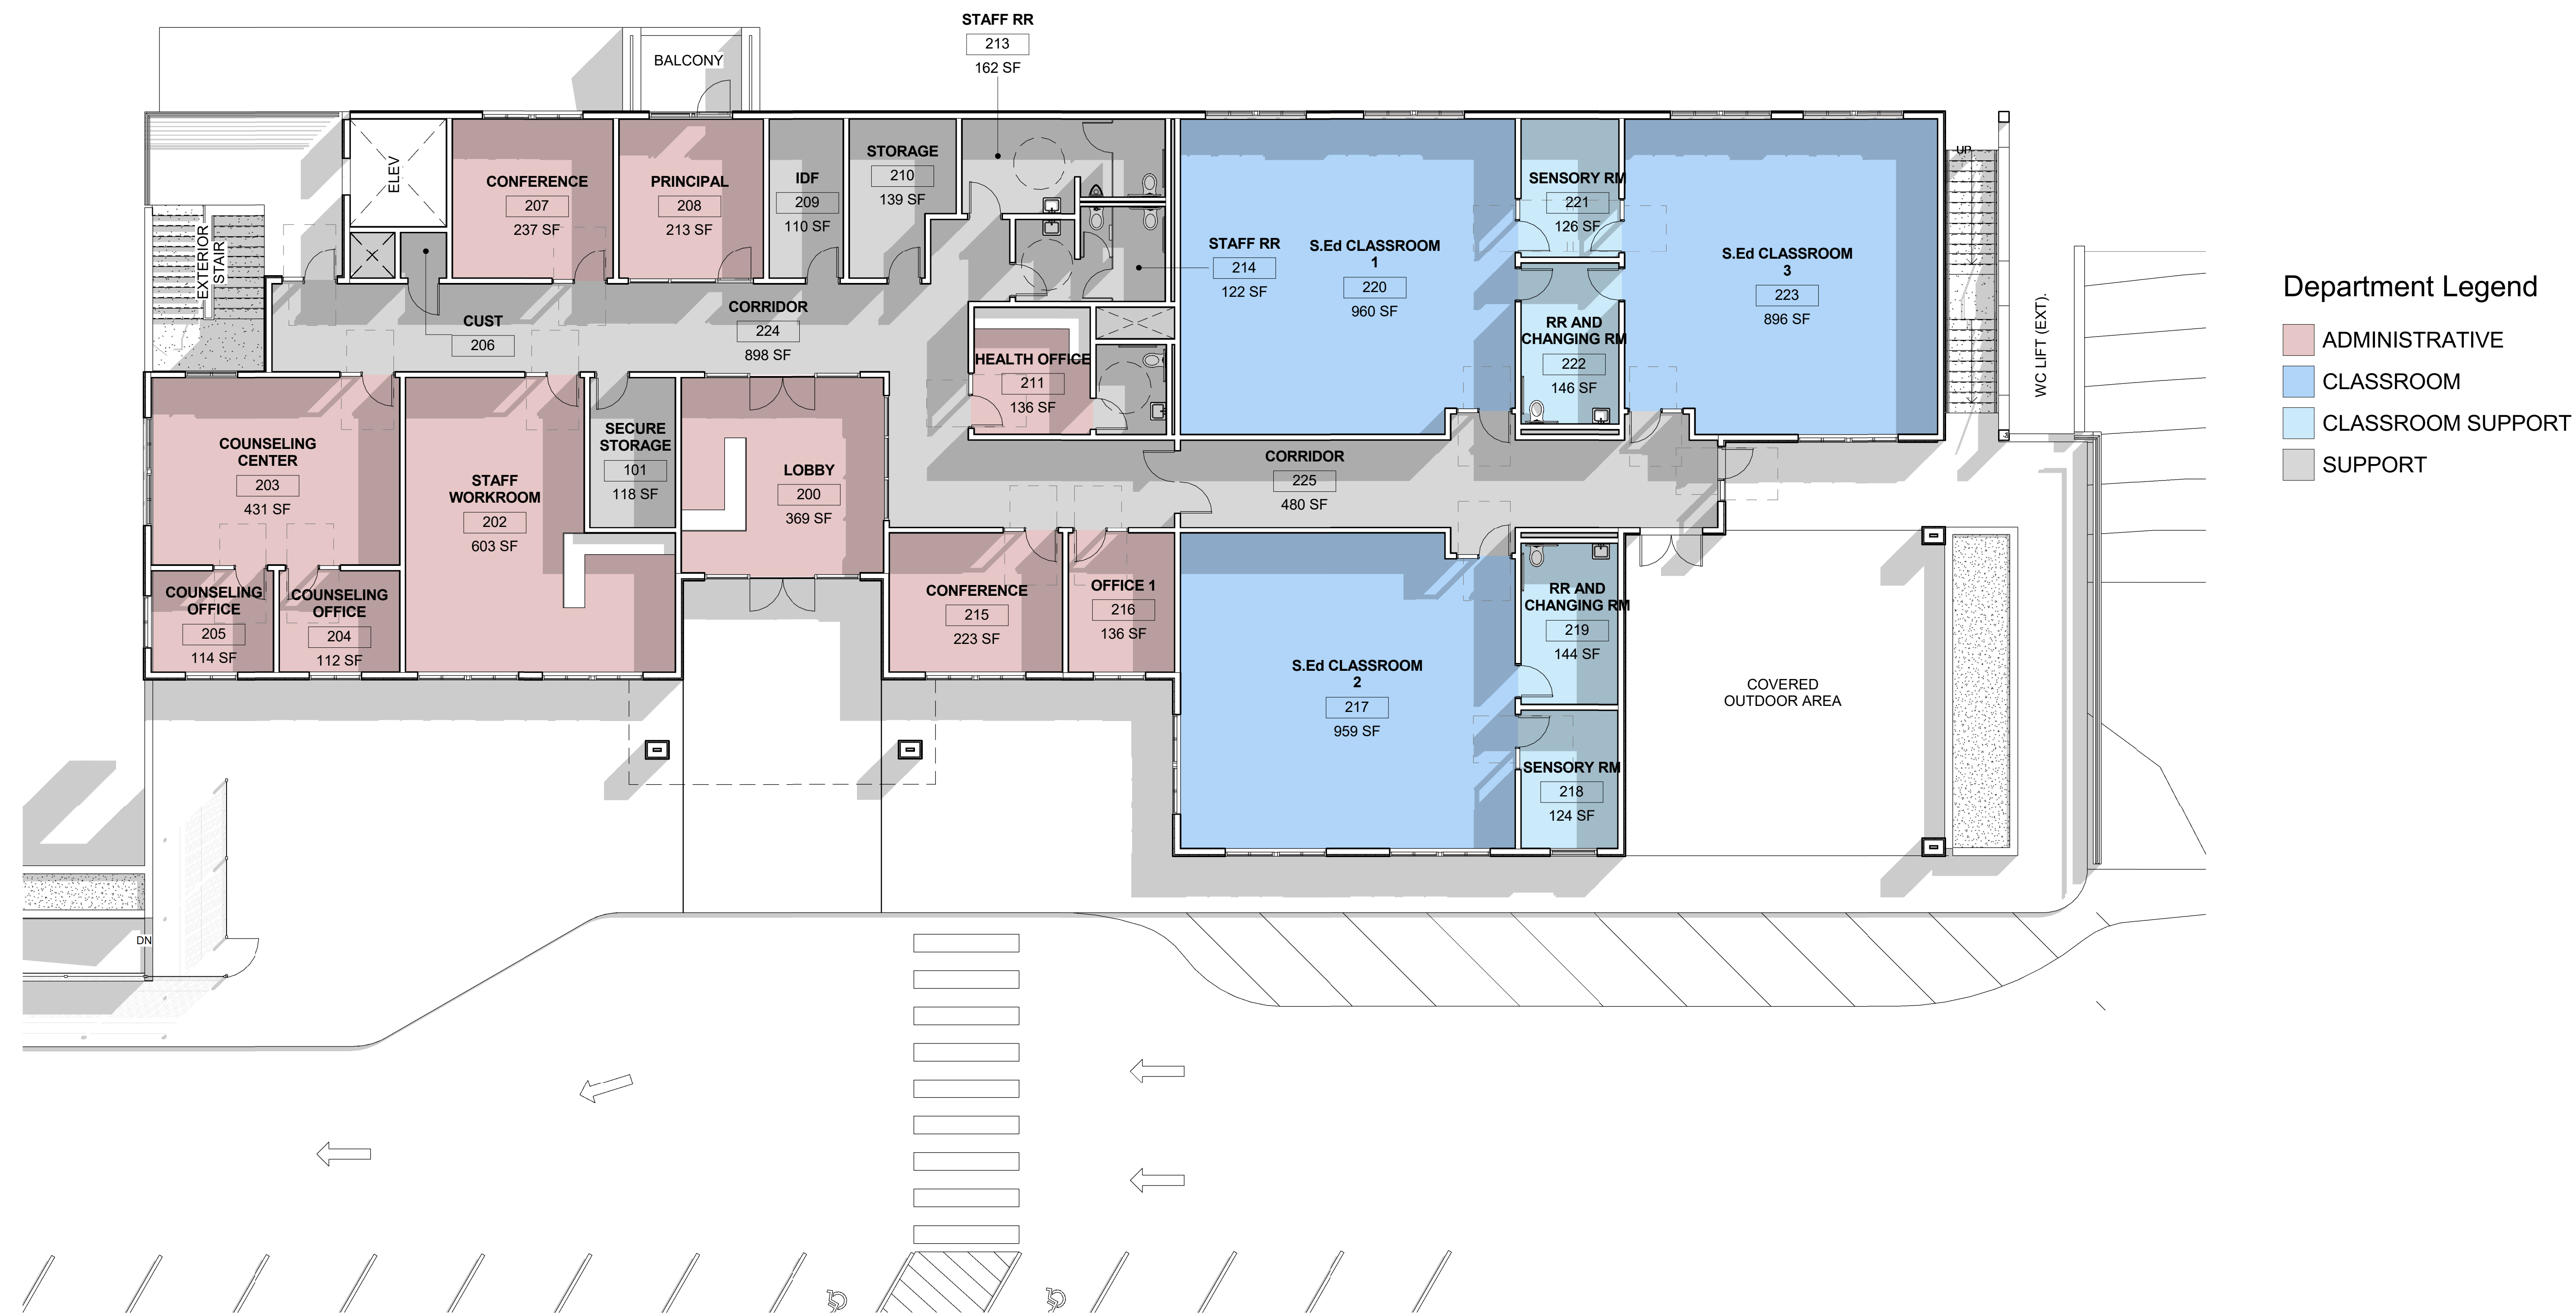 STAFF RR
213
162 SF
BALCONY
ELEV
CONFERENCE
207
237 SF
PRINCIPAL
208
213 SF
IDF
209
110 SF
STORAGE
210
139 SF
STAFF RR
214
122 SF
S.Ed CLASSROOM
1
220
960 SF
SENSORY RM
221
126 SF
S.Ed CLASSROOM
3
223
896 SF
UP
WC LIFT (EXT).
EXTERIOR
STAIR
CUST
206
CORRIDOR
224
898 SF
HEALTH OFFICE
211
136 SF
RR AND
CHANGING RM
222
146 SF
COUNSELING
CENTER
203
431 SF
STAFF
WORKROOM
202
603 SF
SECURE
STORAGE
101
118 SF
LOBBY
200
369 SF
CORRIDOR
225
480 SF
COUNSELING
OFFICE
205
114 SF
COUNSELING
OFFICE
204
112 SF
CONFERENCE
215
223 SF
OFFICE 1
216
136 SF
S.Ed CLASSROOM
2
217
959 SF
RR AND
CHANGING RM
219
144 SF
SENSORY RM
218
124 SF
COVERED
OUTDOOR AREA
DN
Department Legend
ADMINISTRATIVE
CLASSROOM
CLASSROOM SUPPORT
SUPPORT